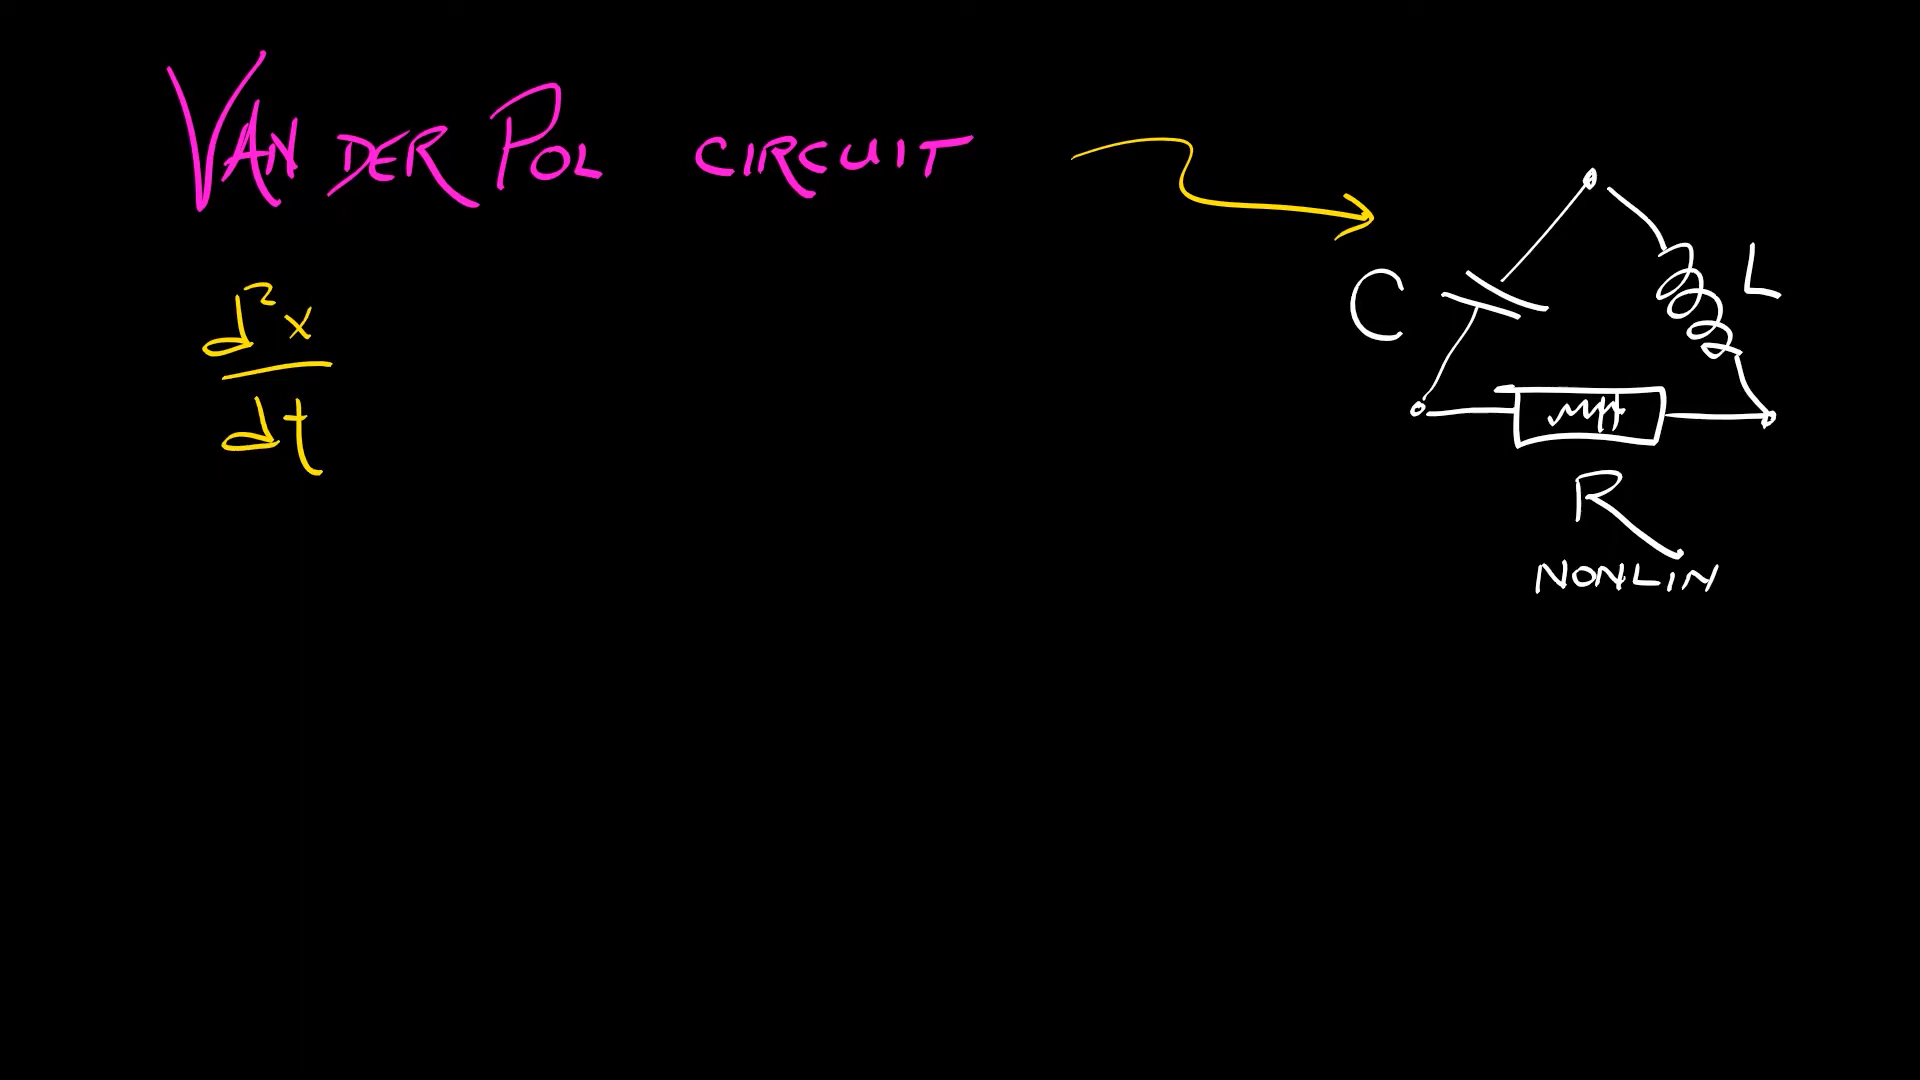 VAN DER POL CIRCUIT
C
L
d²x
dt
R
NONLIN